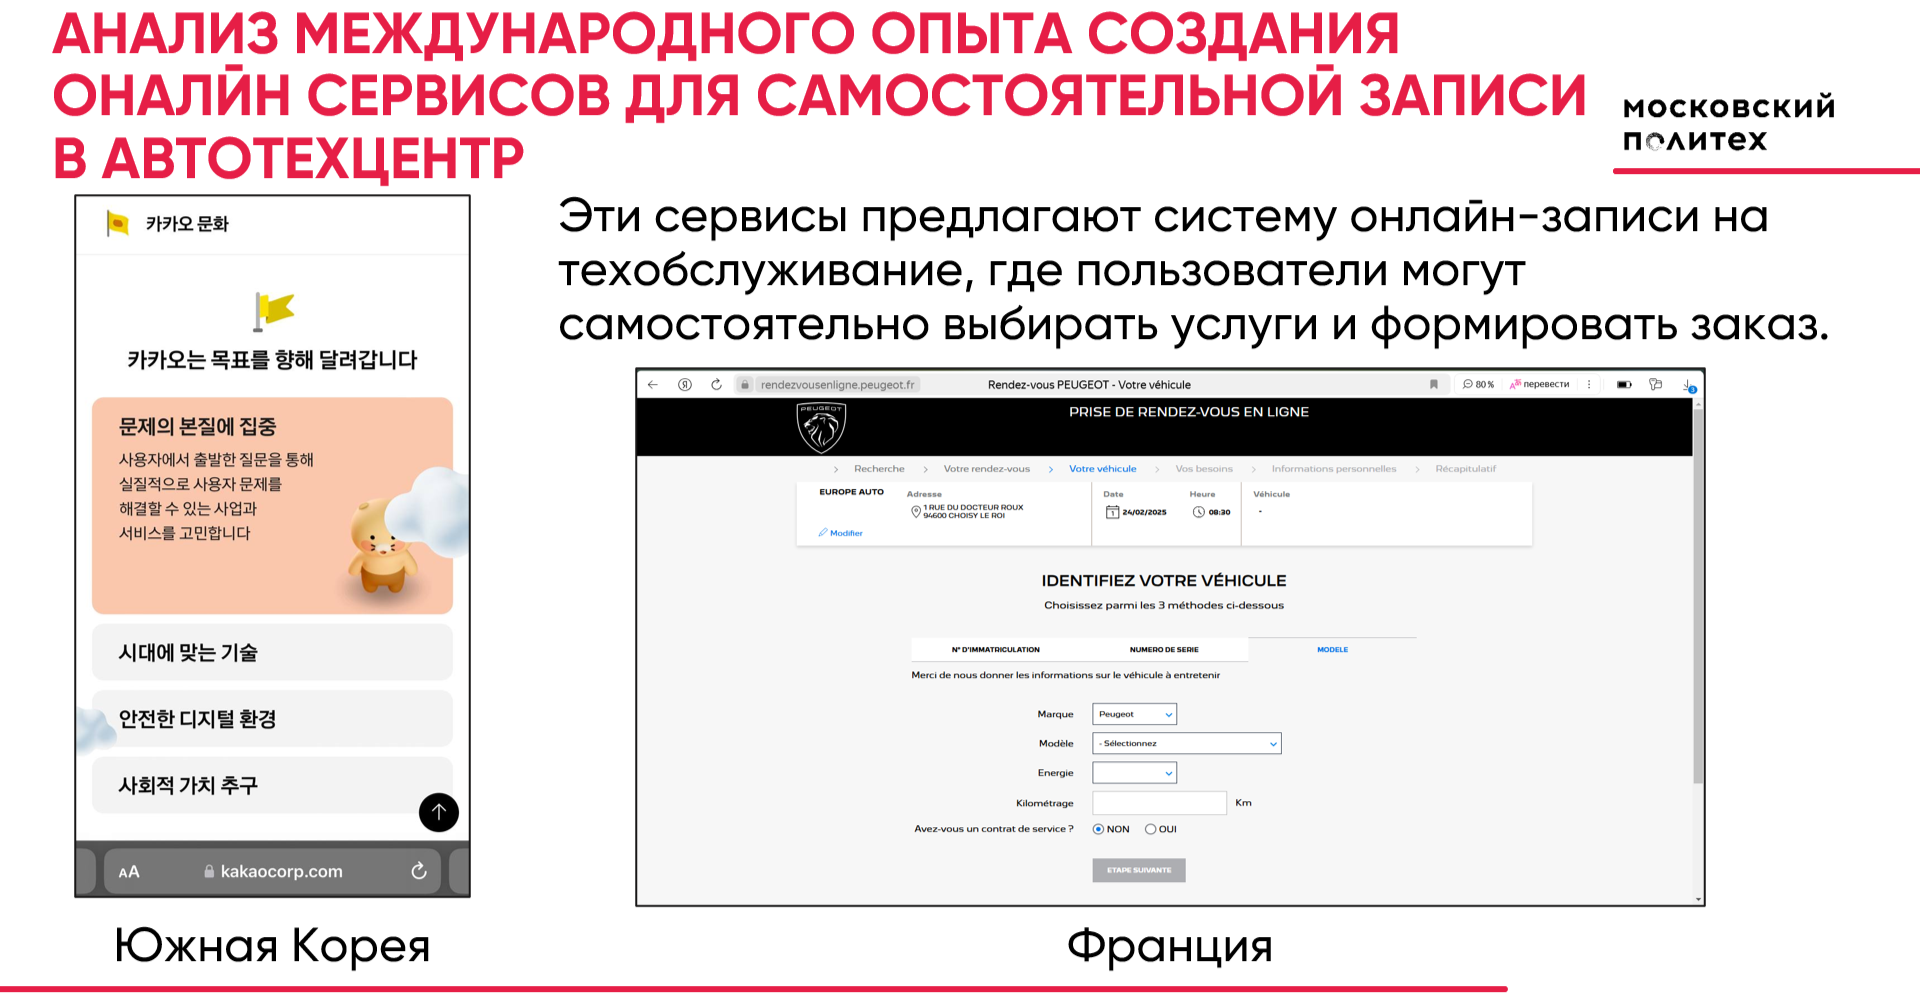 АНАЛИЗ МЕЖДУНАРОДНОГО ОПЫТА СОЗДАНИЯ
ОНАЛЙН СЕРВИСОВ ДЛЯ САМОСТОЯТЕЛЬНОЙ ЗАПИСИ
В АВТОТЕХЦЕНТР
московский
политех
카카오 문화
카카오는 목표를 향해 달려갑니다
문제의 본질에 집중
사용자에서 출발한 질문을 통해
실질적으로 사용자 문제를
해결할 수 있는 사업과
서비스를 고민합니다
시대에 맞는 기술
안전한 디지털 환경
사회적 가치 추구
AA kakaocorp.com
Южная Корея
Эти сервисы предлагают систему онлайн-записи на
техобслуживание, где пользователи могут
самостоятельно выбирать услуги и формировать заказ.
rendezvousenligne.peugeot.fr Rendez-vous PEUGEOT - Votre véhicule 80 % перевести
PEUGEOT
PRISE DE RENDEZ-VOUS EN LIGNE
> Recherche > Votre rendez-vous > Votre véhicule > Vos besoins > Informations personnelles > Récapitulatif
EUROPE AUTO Adresse Date Heure Véhicule
1 RUE DU DOCTEUR ROUX
94600 CHOISY LE ROI 24/02/2025 08:30 -
Modifier
IDENTIFIEZ VOTRE VÉHICULE
Choisissez parmi les 3 méthodes ci-dessous
N° D'IMMATRICULATION NUMERO DE SERIE MODELE
Merci de nous donner les informations sur le véhicule à entretenir
Marque Peugeot
Modèle - Sélectionnez
Energie
Kilométrage Km
Avez-vous un contrat de service ? NON OUI
ETAPE SUIVANTE
Франция